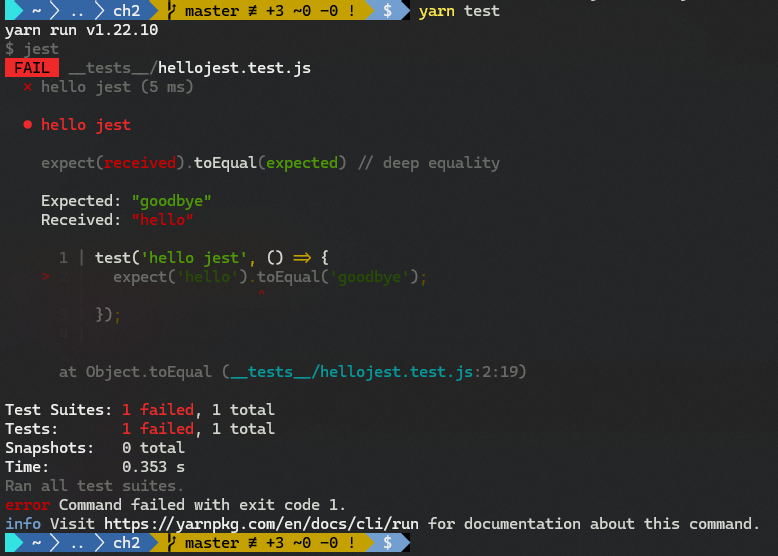 ~ .. ch2 master ≢ +3 ~0 -0 ! $ yarn test
yarn run v1.22.10
$ jest
FAIL __tests__/hellojest.test.js
× hello jest (5 ms)
● hello jest
expect(received).toEqual(expected) // deep equality
Expected: "goodbye"
Received: "hello"
1 | test('hello jest', () => {
> 2 | expect('hello').toEqual('goodbye');
^
3 | });
4 |
at Object.toEqual (__tests__/hellojest.test.js:2:19)
Test Suites: 1 failed, 1 total
Tests: 1 failed, 1 total
Snapshots: 0 total
Time: 0.353 s
Ran all test suites.
error Command failed with exit code 1.
info Visit https://yarnpkg.com/en/docs/cli/run for documentation about this command.
~ .. ch2 master ≢ +3 ~0 -0 ! $